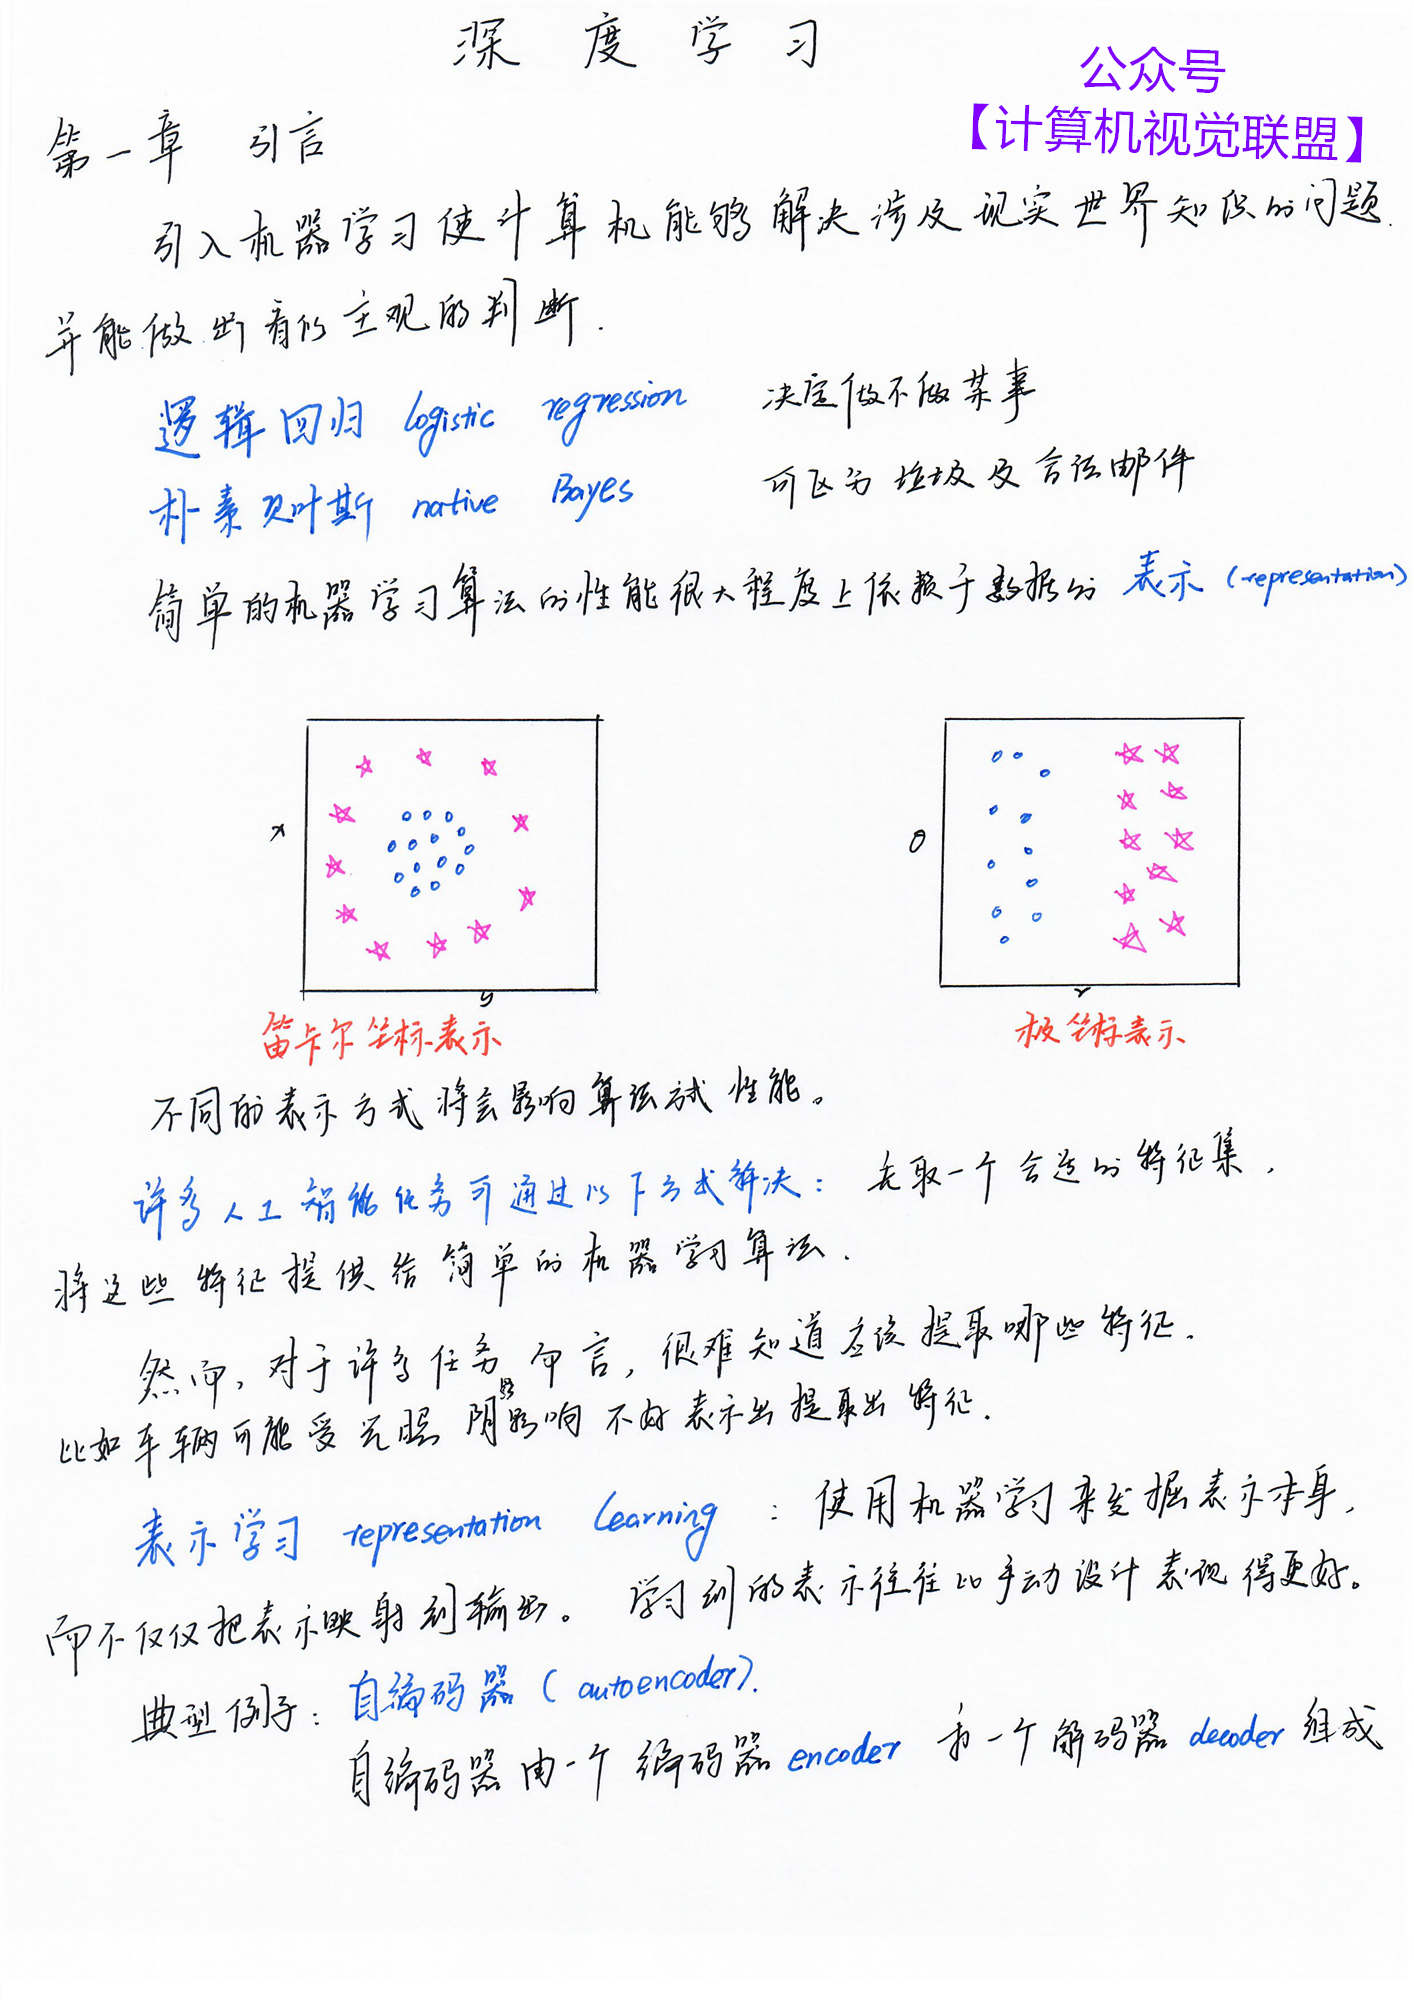 深度学习
公众号
【计算机视觉联盟】
第一章 引言
引入机器学习使计算机能够解决涉及现实世界知识的问题.
并能做出看似主观的判断.
逻辑回归 logistic regression 决定做不做某事
朴素贝叶斯 native Bayes 可区分垃圾及合法邮件
简单的机器学习算法的性能很大程度上依赖于数据的 表示 (representation)
x
y
θ
r
笛卡尔坐标表示
极坐标表示
不同的表示方式将会影响算法 性能。
许多人工智能任务可通过以下方式解决: 提取一个合适的特征集,
将这些特征提供给简单的机器学习算法.
然而, 对于许多任务而言, 很难知道应该提取哪些特征.
比如车辆可能受光照 阴影影响 不好表示出提取出特征.
表示学习 representation learning : 使用机器学习来发掘表示本身,
而不仅仅把表示映射到输出。 学习到的表示往往比手动设计表现得更好。
典型例子: 自编码器 (autoencoder).
自编码器由一个编码器 encoder 和一个解码器 decoder 组成